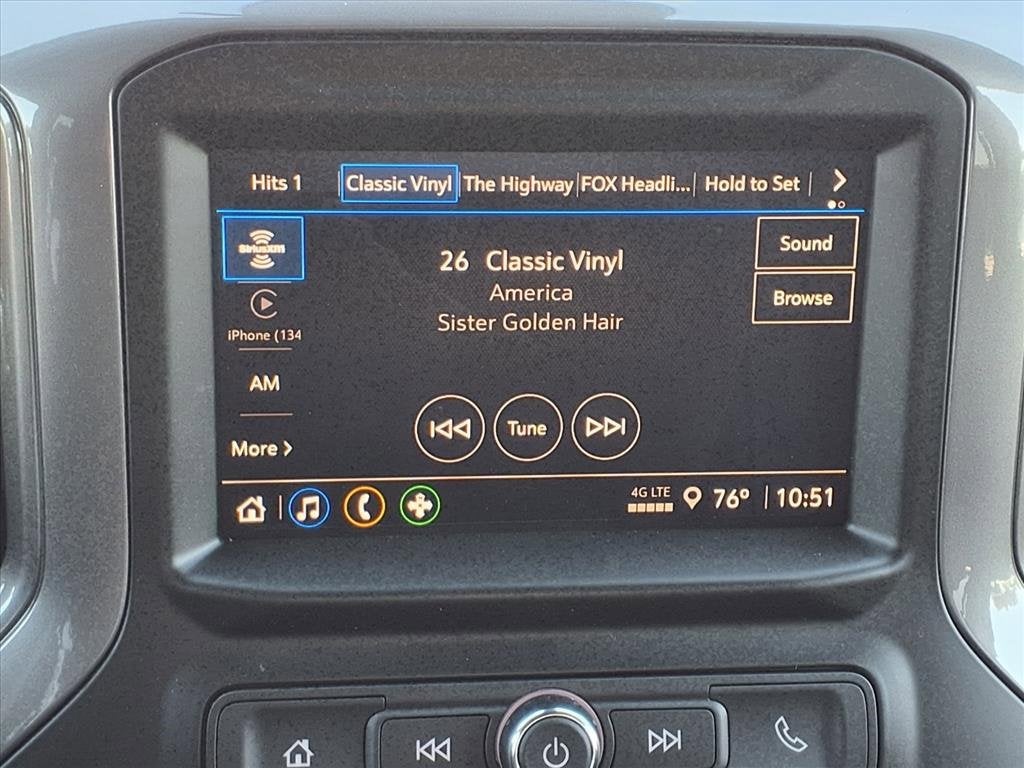 Hits 1
Classic Vinyl
The Highway
FOX Headli...
Hold to Set
SiriusXM
26 Classic Vinyl
Sound
America
Browse
Sister Golden Hair
iPhone (134
AM
Tune
More
4G LTE
76° 10:51